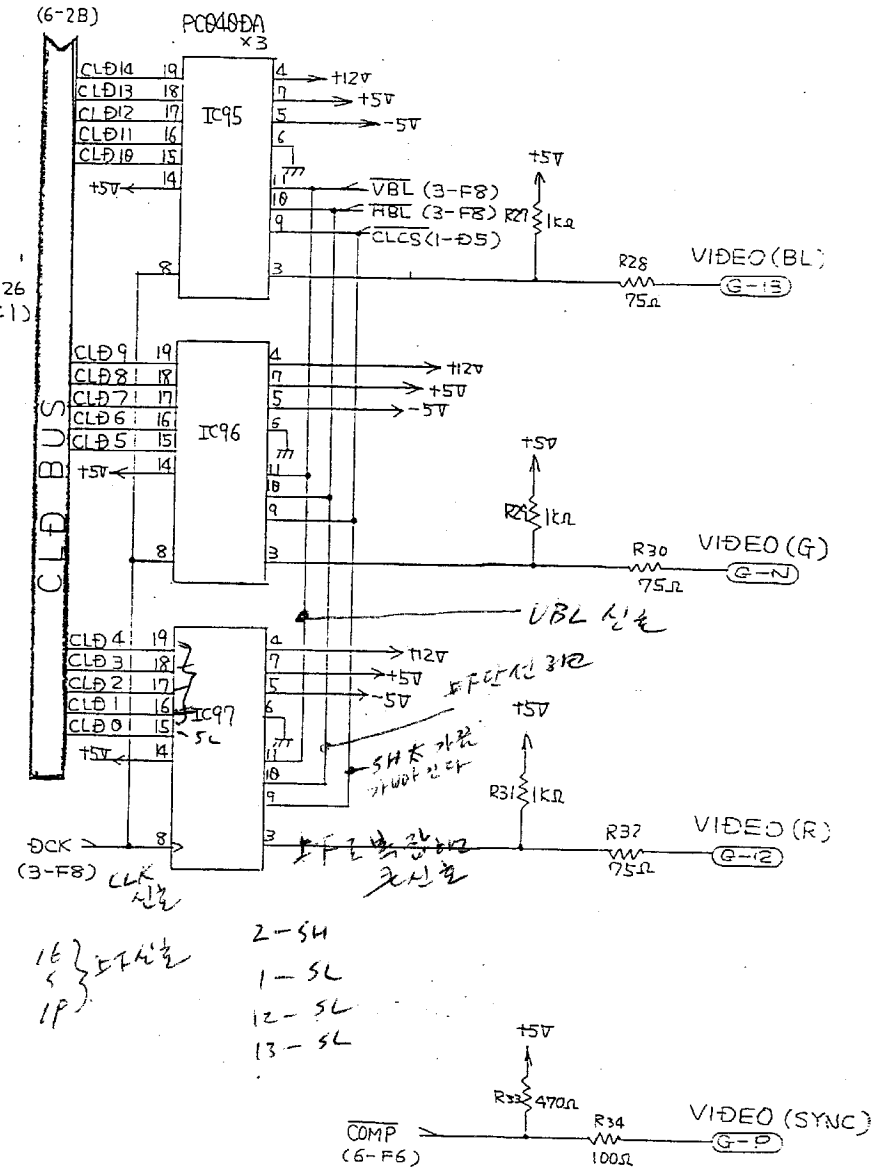 (6-2B)
PC040DA
×3
CLD14 19
CLD13 18
CLD12 17
CLD11 16
CLD10 15
+5V 14
8
IC95
4 +12V
7 +5V
5 -5V
6
11 VBL (3-F8)
10 HBL (3-F8)
9 CLCS (1-D5)
3
+5V
R27 1kΩ
R28
75Ω
VIDEO (BL)
G-13
26
CLD BUS
CLD9 19
CLD8 18
CLD7 17
CLD6 16
CLD5 15
+5V 14
8
IC96
4 +12V
7 +5V
5 -5V
6
11
10
9
3
+5V
R29 1kΩ
R30
75Ω
VIDEO (G)
G-N
VBL 신호
CLD4 19
CLD3 18
CLD2 17
CLD1 16
CLD0 15
+5V 14
IC97
5L
4 +12V
7 +5V
5 -5V
6
11
10
9
3
+5V
R31 1kΩ
R32
75Ω
VIDEO (R)
G-12
DCK 8
(3-F8)
CLK
신호
2-5H
1-5L
12-5L
13-5L
+5V
R33 470Ω
COMP
(6-F6)
R34
100Ω
VIDEO (SYNC)
G-P